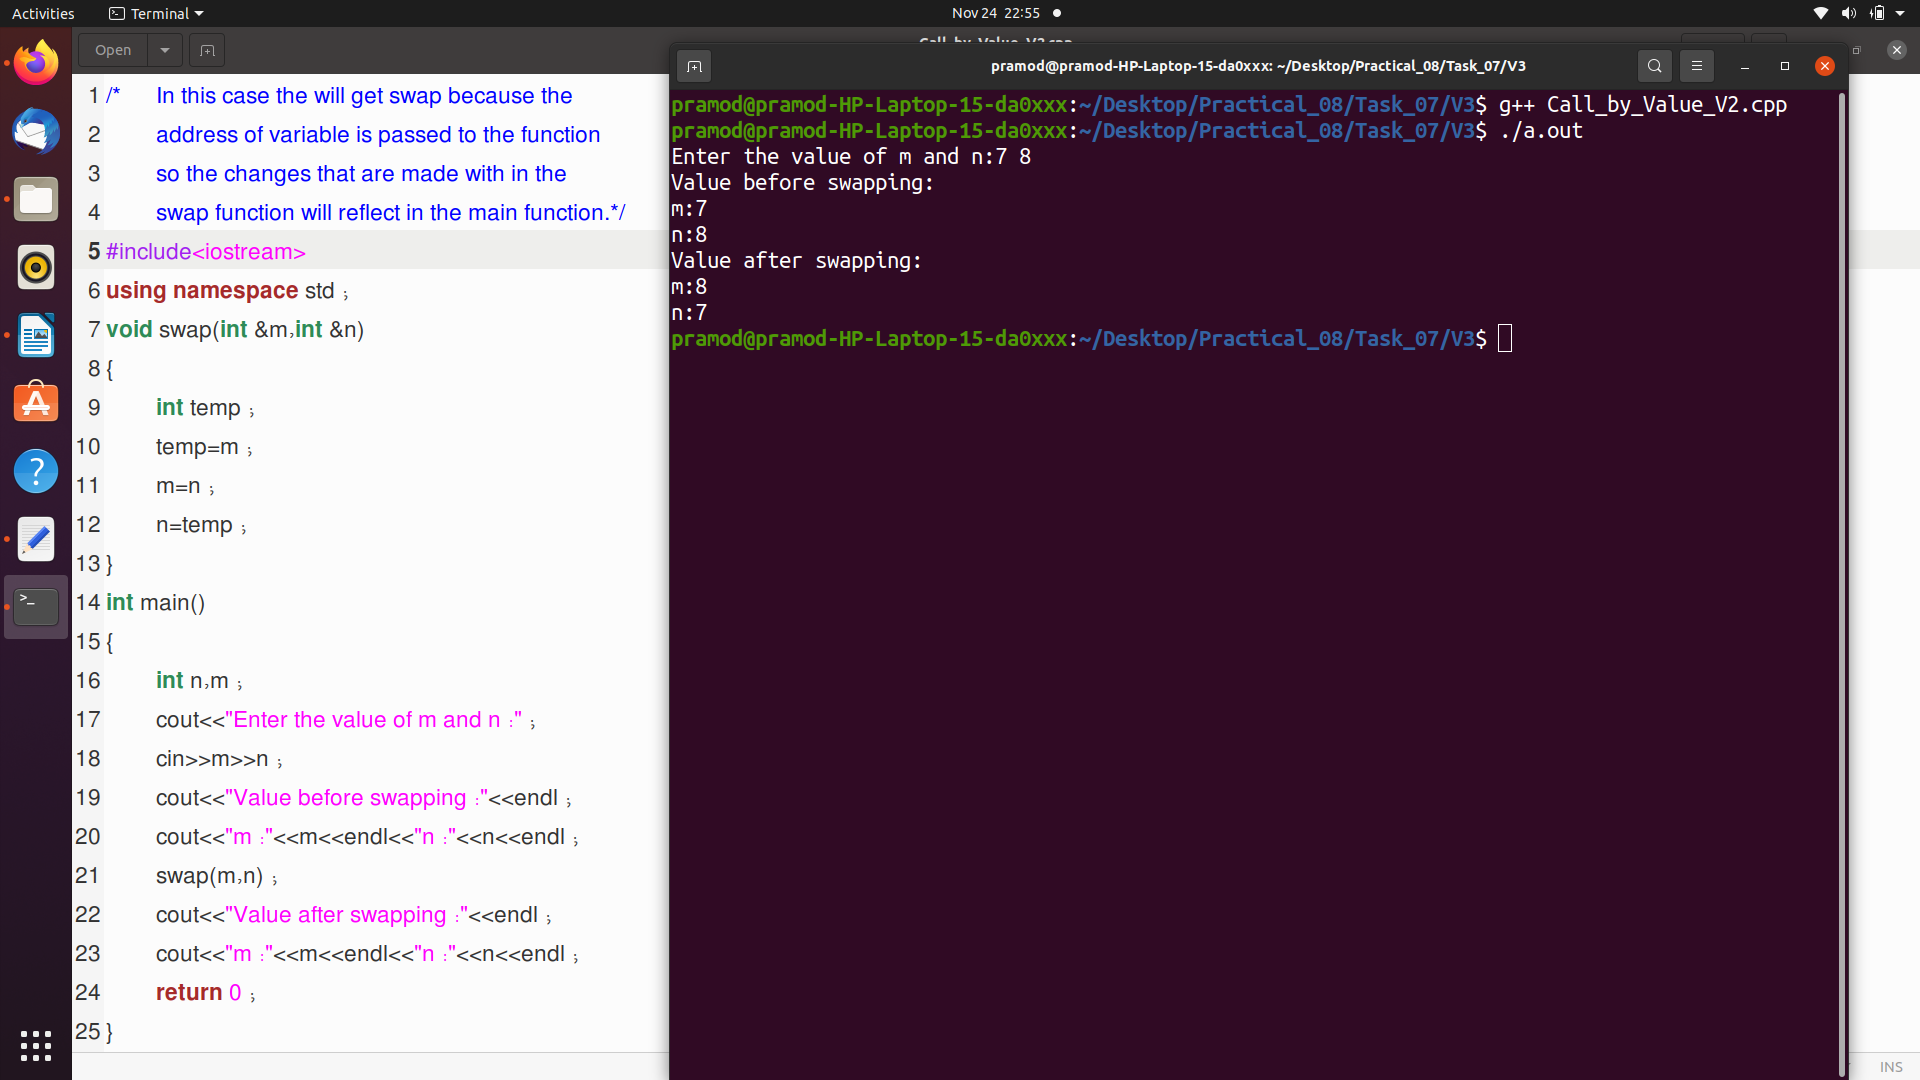 Activities Terminal Nov 24 22:55
Open
1 /* In this case the will get swap because the
2 address of variable is passed to the function
3 so the changes that are made with in the
4 swap function will reflect in the main function.*/
5 #include<iostream>
6 using namespace std ;
7 void swap(int &m,int &n)
8 {
9 int temp ;
10 temp=m ;
11 m=n ;
12 n=temp ;
13 }
14 int main()
15 {
16 int n,m ;
17 cout<<"Enter the value of m and n :" ;
18 cin>>m>>n ;
19 cout<<"Value before swapping :"<<endl ;
20 cout<<"m :"<<m<<endl<<"n :"<<n<<endl ;
21 swap(m,n) ;
22 cout<<"Value after swapping :"<<endl ;
23 cout<<"m :"<<m<<endl<<"n :"<<n<<endl ;
24 return 0 ;
25 }
pramod@pramod-HP-Laptop-15-da0xxx: ~/Desktop/Practical_08/Task_07/V3
pramod@pramod-HP-Laptop-15-da0xxx:~/Desktop/Practical_08/Task_07/V3$ g++ Call_by_Value_V2.cpp
pramod@pramod-HP-Laptop-15-da0xxx:~/Desktop/Practical_08/Task_07/V3$ ./a.out
Enter the value of m and n:7 8
Value before swapping:
m:7
n:8
Value after swapping:
m:8
n:7
pramod@pramod-HP-Laptop-15-da0xxx:~/Desktop/Practical_08/Task_07/V3$
INS